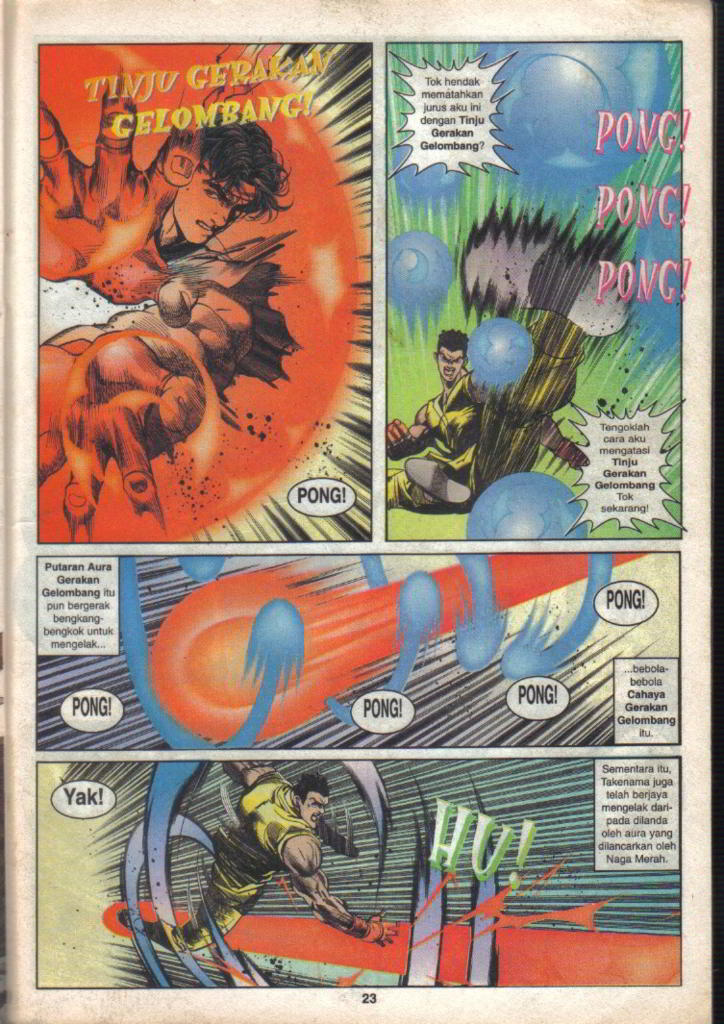 TINJU GERAKAN
GELOMBANG!
PONG!
Tok hendak
mematahkan
jurus aku ini
dengan Tinju
Gerakan
Gelombang?
PONG!
PONG!
PONG!
Tengoklah
cara aku
mengatasi
Tinju
Gerakan
Gelombang
Tok
sekarang!
Putaran Aura
Gerakan
Gelombang itu
pun bergerak
bengkang-
bengkok untuk
mengelak...
PONG!
PONG!
PONG!
PONG!
...bebola-
bebola
Cahaya
Gerakan
Gelombang
itu.
Yak!
HU!
Sementara itu,
Takenama juga
telah berjaya
mengelak dari-
pada dilanda
oleh aura yang
dilancarkan oleh
Naga Merah.
23